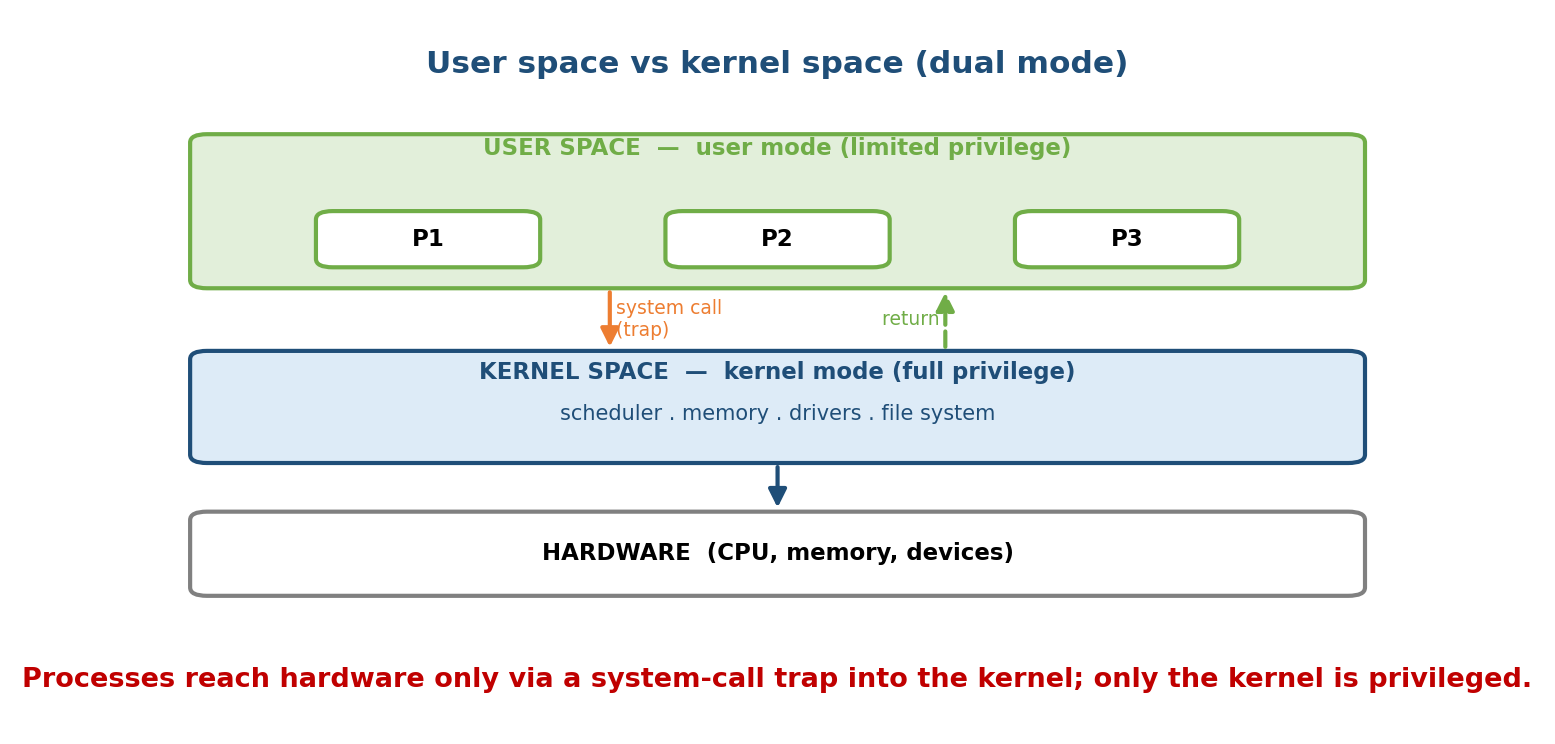 User space vs kernel space (dual mode)
USER SPACE — user mode (limited privilege)
P1
P2
P3
system call
(trap)
return
KERNEL SPACE — kernel mode (full privilege)
scheduler . memory . drivers . file system
HARDWARE (CPU, memory, devices)
Processes reach hardware only via a system-call trap into the kernel; only the kernel is privileged.